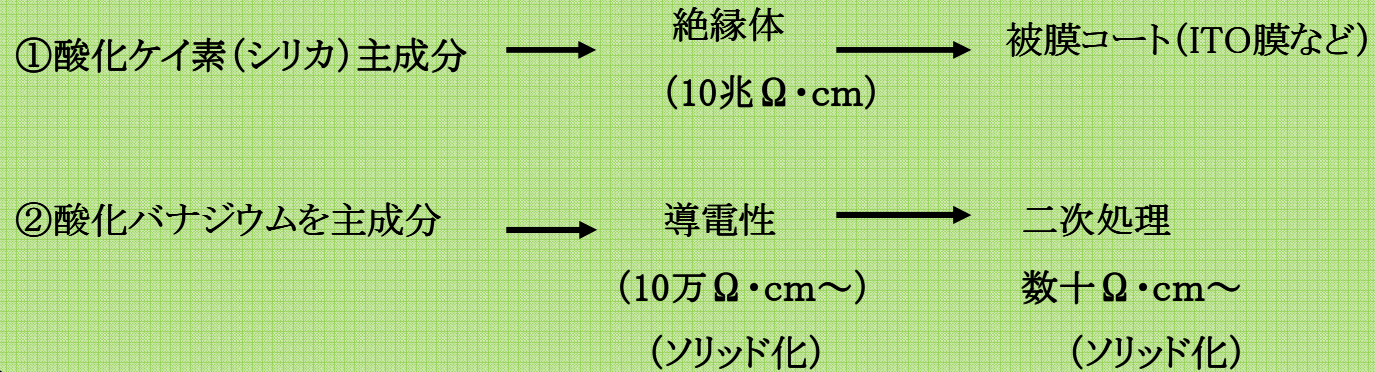 ①酸化ケイ素(シリカ)主成分 → 絶縁体 → 被膜コート(ITO膜など)
(10兆Ω・cm)
②酸化バナジウムを主成分 → 導電性 → 二次処理
(10万Ω・cm～) 数十Ω・cm～
(ソリッド化) (ソリッド化)